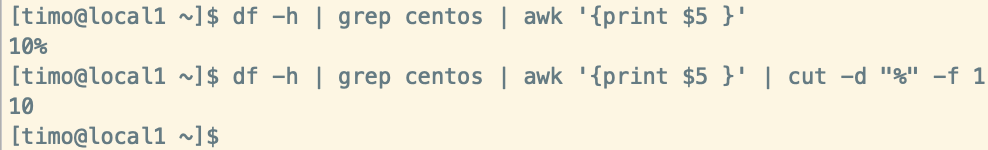 [timo@local1 ~]$ df -h | grep centos | awk '{print $5 }'
10%
[timo@local1 ~]$ df -h | grep centos | awk '{print $5 }' | cut -d "%" -f 1
10
[timo@local1 ~]$